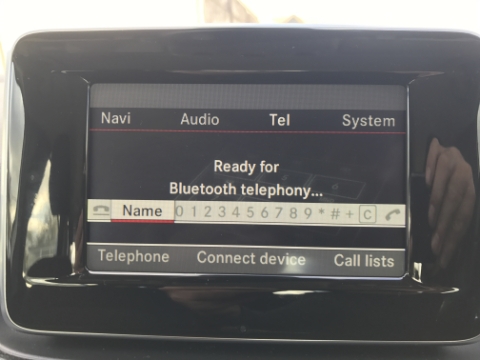 Navi Audio Tel System
Ready for
Bluetooth telephony...
Name 0 1 2 3 4 5 6 7 8 9 * # + C
Telephone Connect device Call lists